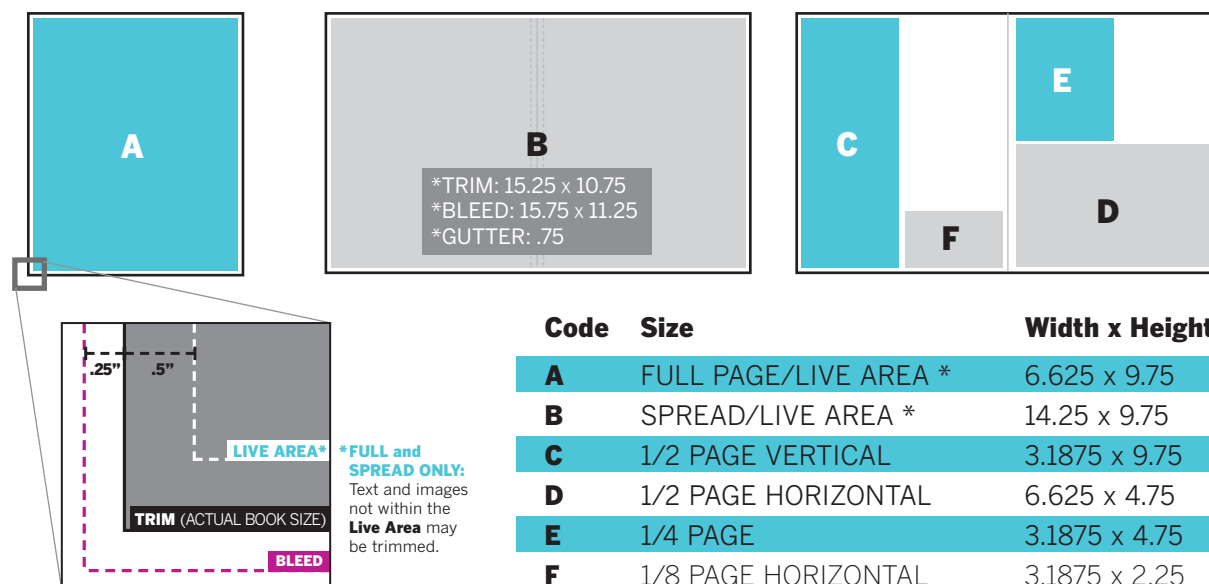 A
B
*TRIM: 15.25 x 10.75
*BLEED: 15.75 x 11.25
*GUTTER: .75
C
E
D
F
.25”
.5”
LIVE AREA*
TRIM (ACTUAL BOOK SIZE)
BLEED
*FULL and
SPREAD ONLY:
Text and images
not within the
Live Area may
be trimmed.
Code Size Width x Height
A FULL PAGE/LIVE AREA * 6.625 x 9.75
B SPREAD/LIVE AREA * 14.25 x 9.75
C 1/2 PAGE VERTICAL 3.1875 x 9.75
D 1/2 PAGE HORIZONTAL 6.625 x 4.75
E 1/4 PAGE 3.1875 x 4.75
F 1/8 PAGE HORIZONTAL 3.1875 x 2.25